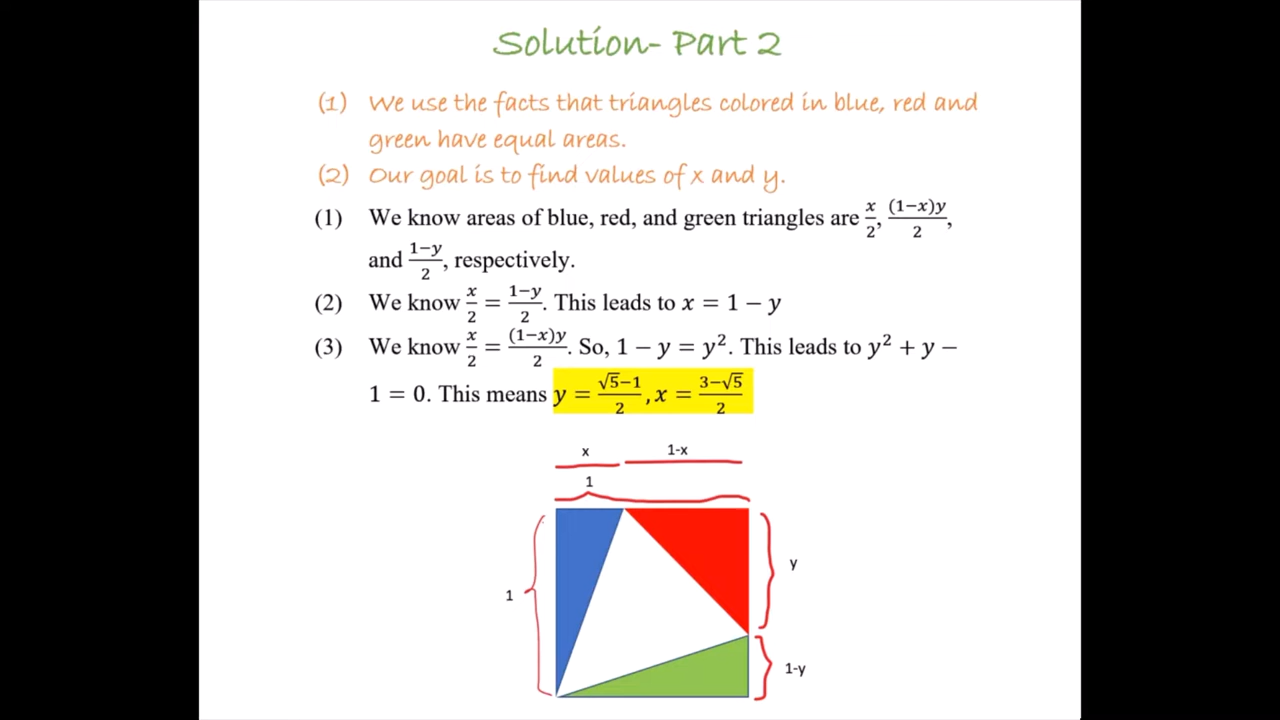 Solution- Part 2
(1) We use the facts that triangles colored in blue, red and
green have equal areas.
(2) Our goal is to find values of x and y.
(1) We know areas of blue, red, and green triangles are x/2, (1−x)y/2,
and 1−y/2, respectively.
(2) We know x/2 = 1−y/2. This leads to x = 1 − y
(3) We know x/2 = (1−x)y/2. So, 1 − y = y². This leads to y² + y −
1 = 0. This means y = √5−1/2, x = 3−√5/2
x 1-x
1
y
1
1-y